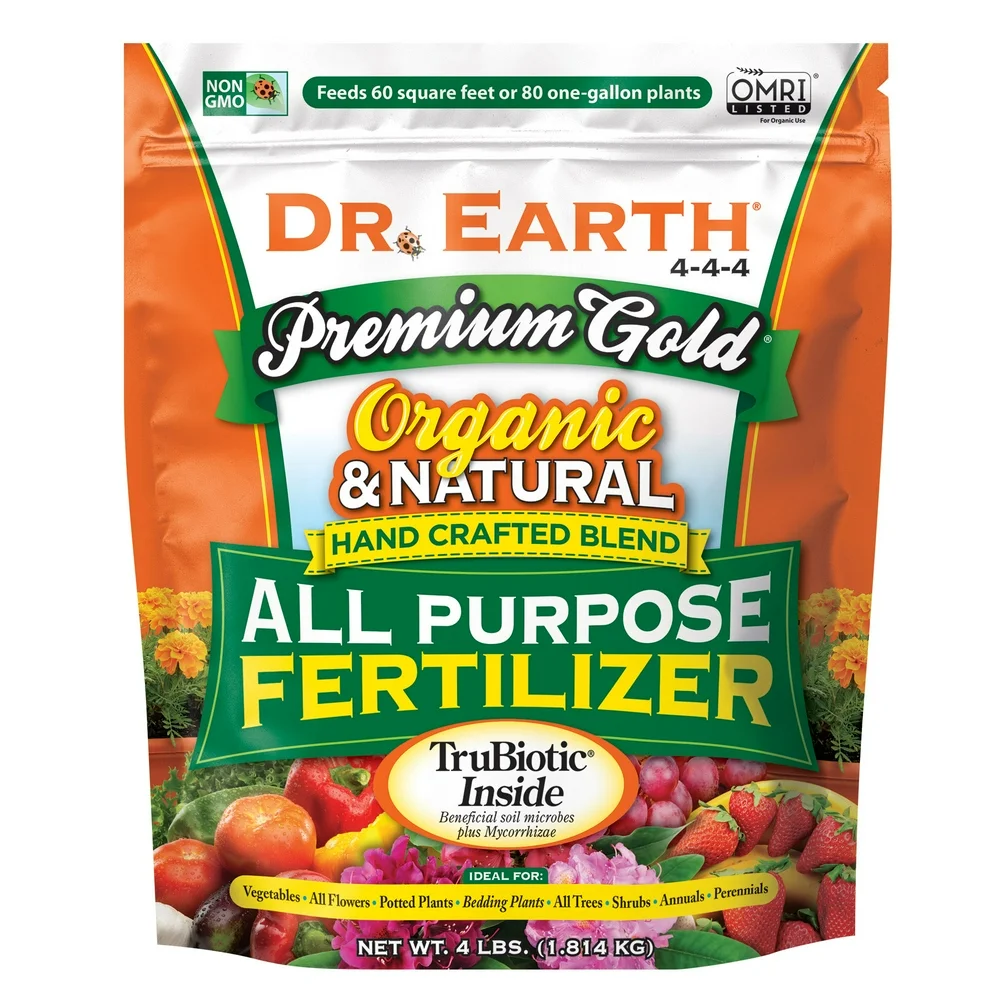 NON
GMO
Feeds 60 square feet or 80 one-gallon plants
OMRI®
LISTED
For Organic Use
DR. EARTH®
4-4-4
Premium Gold®
Organic
& NATURAL
HAND CRAFTED BLEND
ALL PURPOSE
FERTILIZER
TruBiotic®
Inside
Beneficial soil microbes
plus Mycorrhizae
IDEAL FOR:
Vegetables • All Flowers • Potted Plants • Bedding Plants • All Trees • Shrubs • Annuals • Perennials
NET WT. 4 LBS. (1.814 KG)